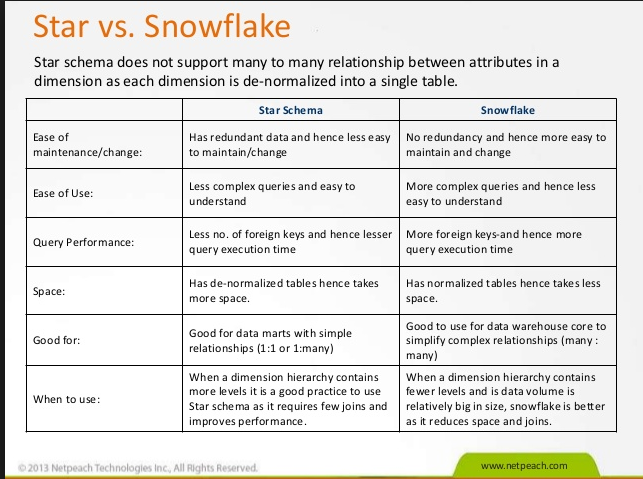 Star vs. Snowflake
Star schema does not support many to many relationship between attributes in a
dimension as each dimension is de-normalized into a single table.
Star Schema
Snowflake
Ease of
maintenance/change:
Has redundant data and hence less easy
to maintain/change
No redundancy and hence more easy to
maintain and change
Ease of Use:
Less complex queries and easy to
understand
More complex queries and hence less
easy to understand
Query Performance:
Less no. of foreign keys and hence lesser
query execution time
More foreign keys-and hence more
query execution time
Space:
Has de-normalized tables hence takes
more space.
Has normalized tables hence takes less
space.
Good for:
Good for data marts with simple
relationships (1:1 or 1:many)
Good to use for data warehouse core to
simplify complex relationships (many :
many)
When to use:
When a dimension hierarchy contains
more levels it is a good practice to use
Star schema as it requires few joins and
improves performance.
When a dimension hierarchy contains
fewer levels and is data volume is
relatively big in size, snowflake is better
as it reduces space and joins.
© 2013 Netpeach Technologies Inc., All Rights Reserved.
www.netpeach.com